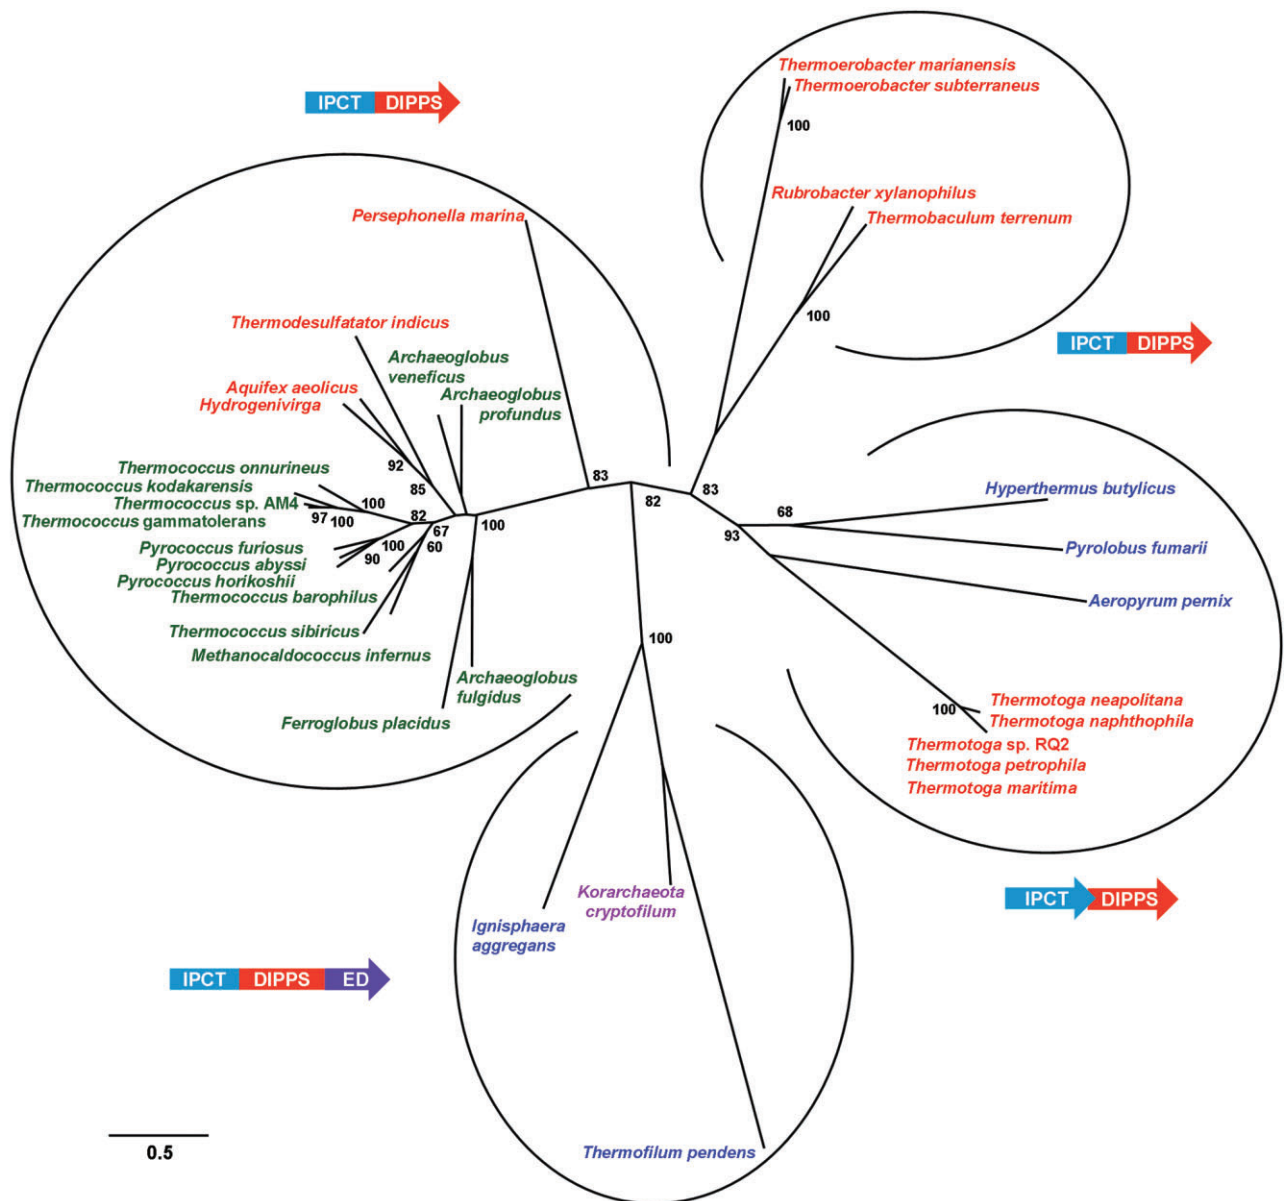 Thermoerobacter marianensis
Thermoerobacter subterraneus
IPCT DIPPS
100
Rubrobacter xylanophilus
Persephonella marina
Thermobaculum terrenum
Thermodesulfatator indicus
100
IPCT DIPPS
Archaeoglobus
veneficus
Aquifex aeolicus
Archaeoglobus
Hydrogenivirga
profundus
92
Thermococcus onnurineus
83
Thermococcus kodakarensis
85
83
Hyperthermus butylicus
Thermococcus sp. AM4
100
82
97
100
82
100
68
Thermococcus gammatolerans
67
93
Pyrococcus furiosus
100
60
Pyrolobus fumarii
Pyrococcus abyssi
90
Pyrococcus horikoshii
Thermococcus barophilus
Aeropyrum pernix
Thermococcus sibiricus
100
Methanocaldococcus infernus
Archaeoglobus
fulgidus
Thermotoga neapolitana
100
Ferroglobus placidus
Thermotoga naphthophila
Thermotoga sp. RQ2
Thermotoga petrophila
Thermotoga maritima
Korarchaeota
cryptofilum
IPCT DIPPS
Ignisphaera
aggregans
IPCT DIPPS ED
Thermofilum pendens
0.5